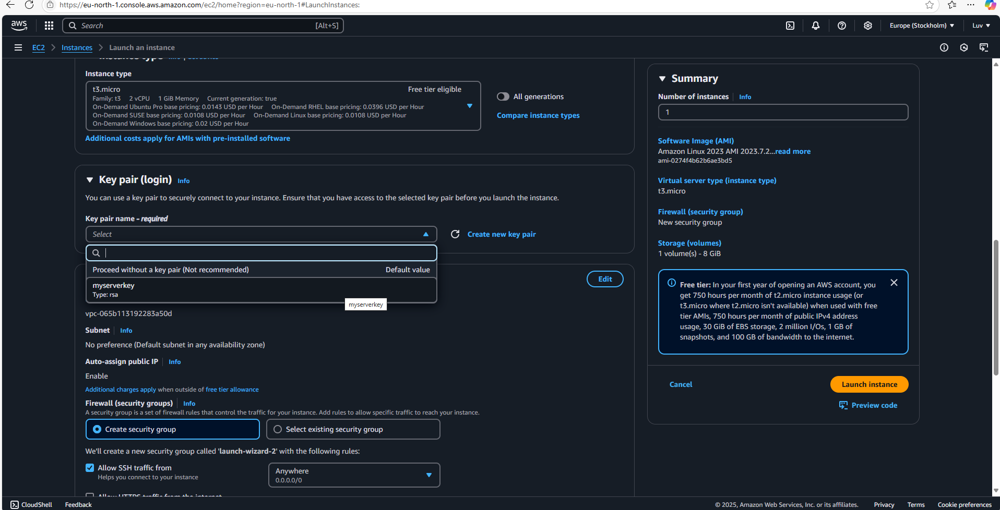 https://eu-north-1.console.aws.amazon.com/ec2/home?region=eu-north-1#LaunchInstances:
aws
Search
[Alt+S]
Europe (Stockholm)
Luv
EC2
Instances
Launch an instance
Instance type
Instance type
t3.micro
Free tier eligible
Family: t3 2 vCPU 1 GiB Memory Current generation: true
On-Demand Ubuntu Pro base pricing: 0.0143 USD per Hour On-Demand RHEL base pricing: 0.0396 USD per Hour
On-Demand SUSE base pricing: 0.0108 USD per Hour On-Demand Linux base pricing: 0.0108 USD per Hour
On-Demand Windows base pricing: 0.02 USD per Hour
All generations
Compare instance types
Additional costs apply for AMIs with pre-installed software
Key pair (login) Info
You can use a key pair to securely connect to your instance. Ensure that you have access to the selected key pair before you launch the instance.
Key pair name - required
Select
Create new key pair
Proceed without a key pair (Not recommended)
Default value
myserverkey
Type: rsa
myserverkey
Edit
vpc-065b113192283a50d
Subnet Info
No preference (Default subnet in any availability zone)
Auto-assign public IP Info
Enable
Additional charges apply when outside of free tier allowance
Firewall (security groups) Info
A security group is a set of firewall rules that control the traffic for your instance. Add rules to allow specific traffic to reach your instance.
Create security group
Select existing security group
We'll create a new security group called 'launch-wizard-2' with the following rules:
Allow SSH traffic from
Helps you connect to your instance
Anywhere
0.0.0.0/0
Allow HTTPS traffic from the internet
Summary
Number of instances Info
1
Software Image (AMI)
Amazon Linux 2023 AMI 2023.7.2...read more
ami-0274f4b62b6ae3bd5
Virtual server type (instance type)
t3.micro
Firewall (security group)
New security group
Storage (volumes)
1 volume(s) - 8 GiB
Free tier: In your first year of opening an AWS account, you
get 750 hours per month of t2.micro instance usage (or
t3.micro where t2.micro isn't available) when used with free
tier AMIs, 750 hours per month of public IPv4 address
usage, 30 GiB of EBS storage, 2 million I/Os, 1 GB of
snapshots, and 100 GB of bandwidth to the internet.
Cancel
Launch instance
Preview code
CloudShell
Feedback
© 2025, Amazon Web Services, Inc. or its affiliates.
Privacy
Terms
Cookie preferences